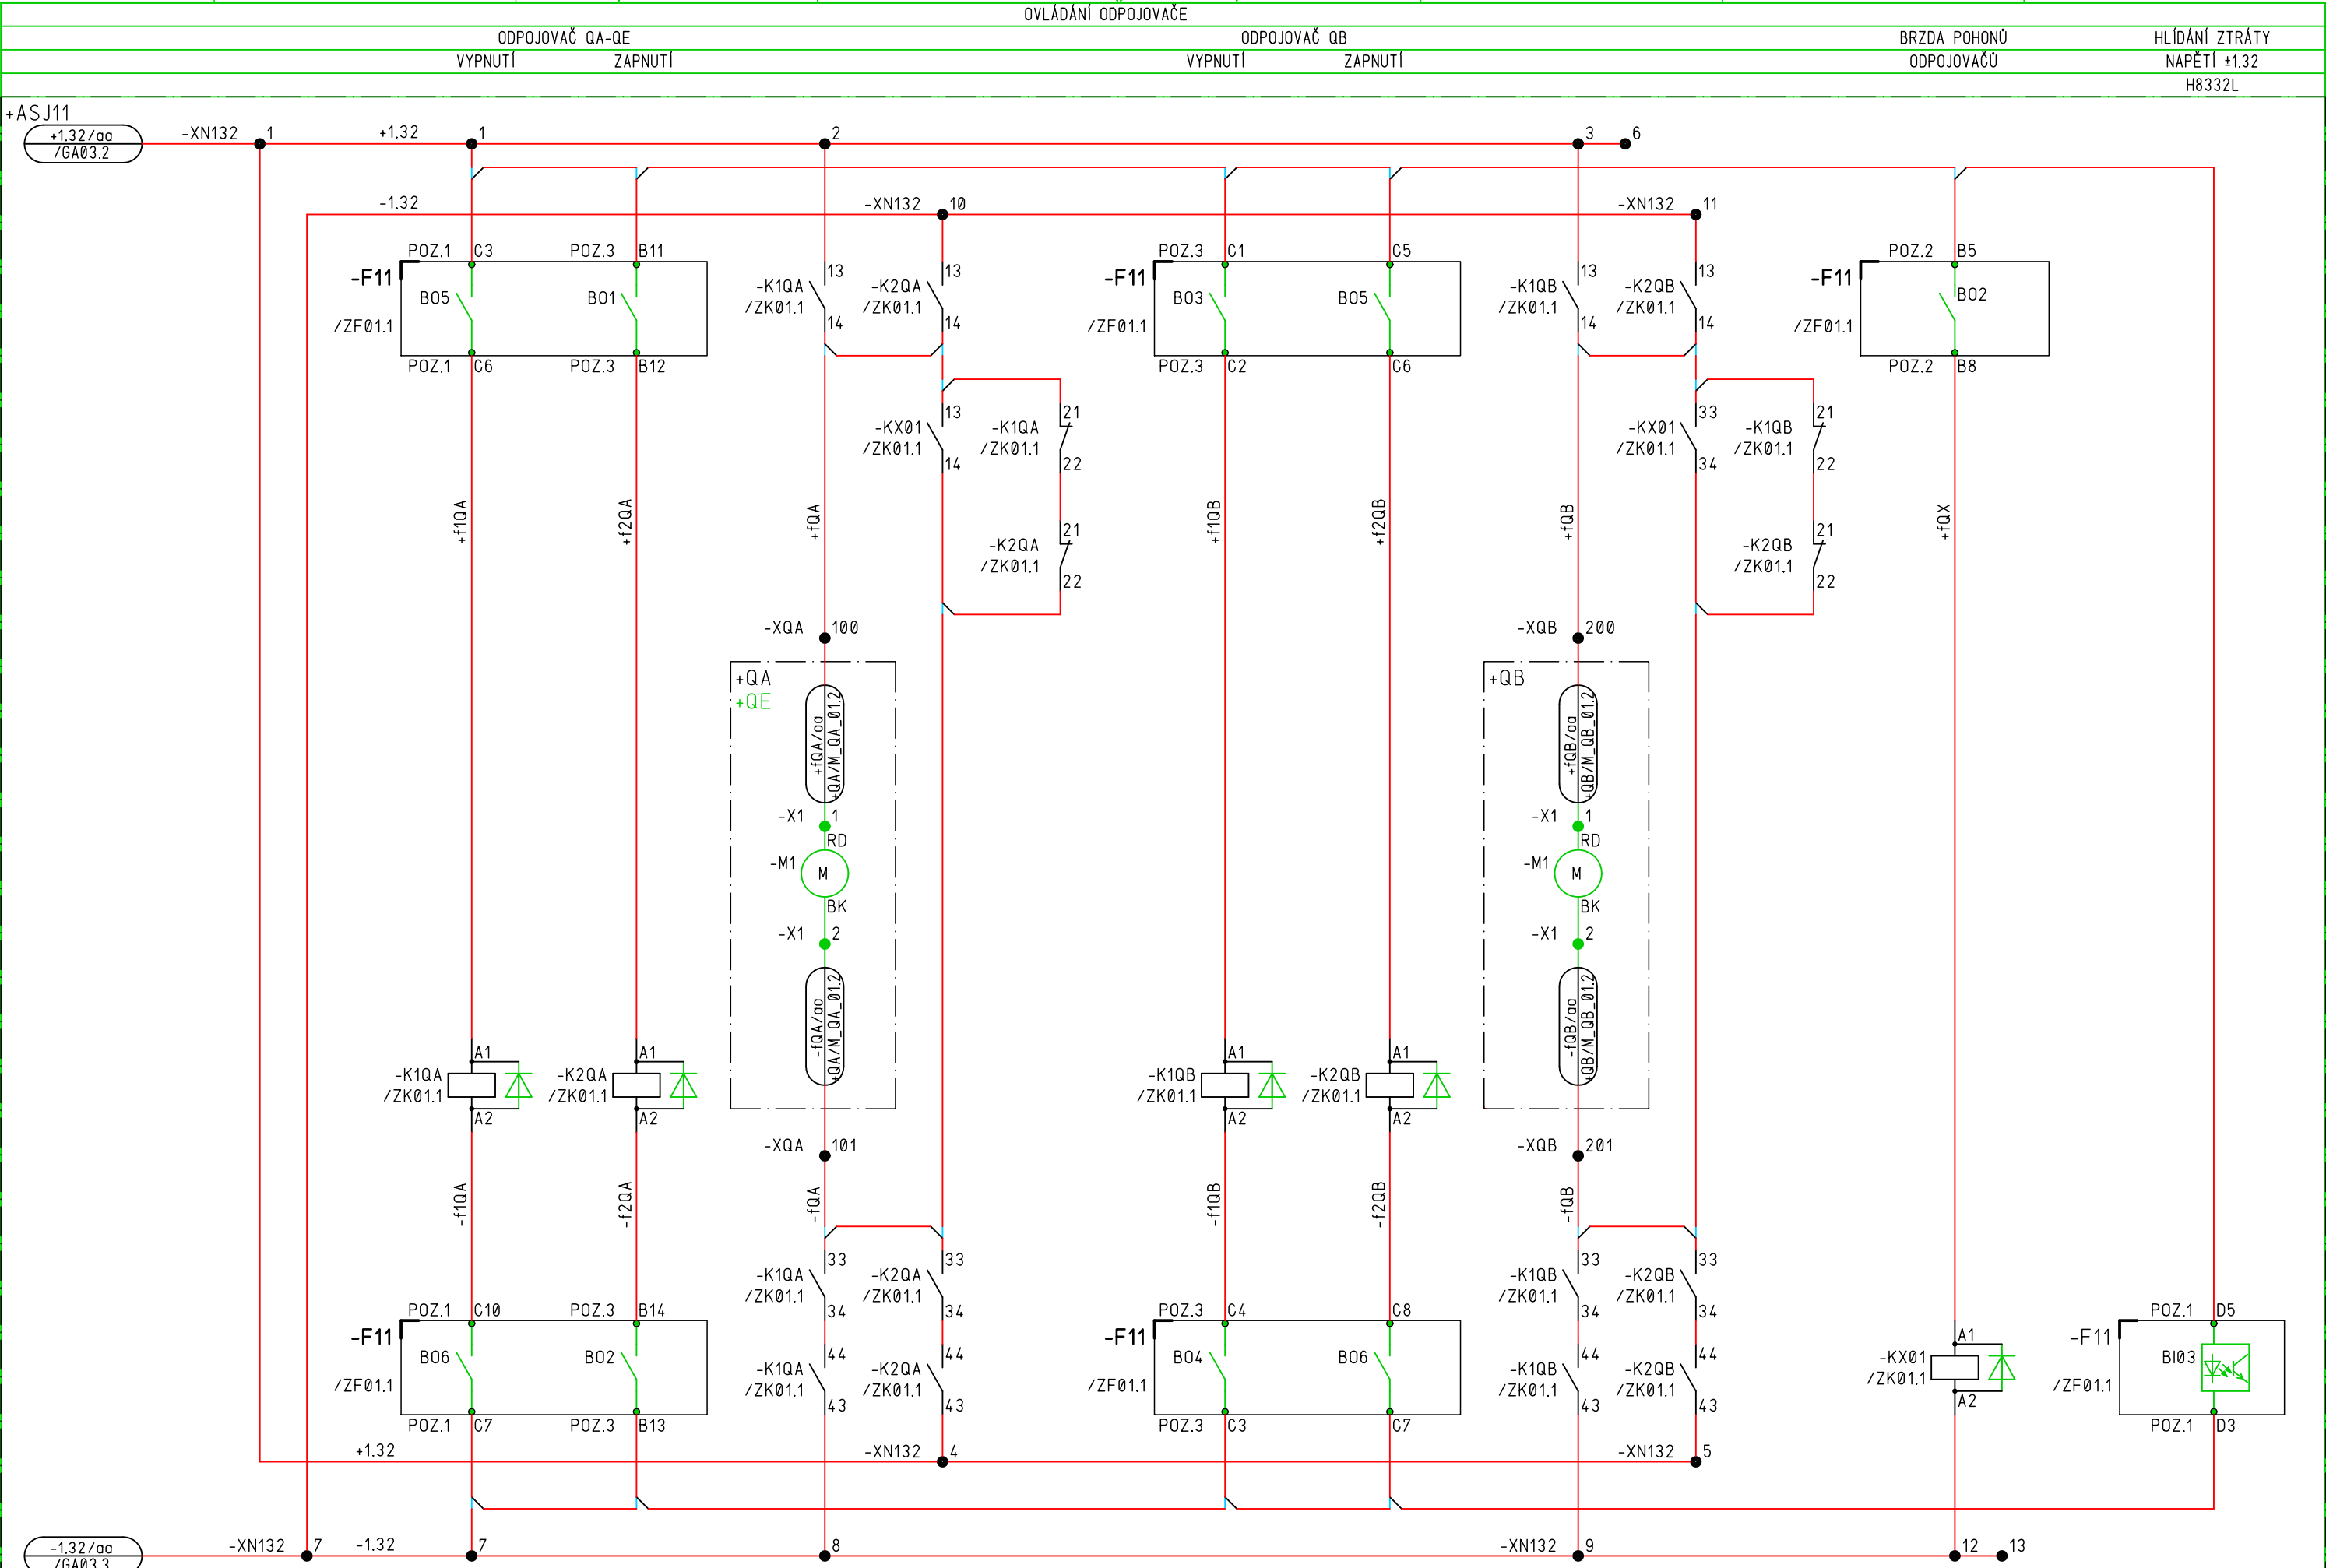 OVLÁDÁNÍ ODPOJOVAČE
ODPOJOVAČ QA-QE ODPOJOVAČ QB BRZDA POHONŮ HLÍDÁNÍ ZTRÁTY
VYPNUTÍ ZAPNUTÍ VYPNUTÍ ZAPNUTÍ ODPOJOVAČŮ NAPĚTÍ ±1.32
H8332L
+ASJ11
+1.32/aa -XN132 1 +1.32 1 2 3 6
/GA03.2
-1.32 -XN132 10 -XN132 11
POZ.1 C3 POZ.3 B11 POZ.3 C1 C5 POZ.2 B5
-F11 13 13 -F11 13 13 -F11
BO5 BO1 -K1QA -K2QA BO3 BO5 -K1QB -K2QB BO2
/ZF01.1 /ZK01.1 /ZK01.1 /ZF01.1 /ZK01.1 /ZK01.1 /ZF01.1
14 14 14 14
POZ.1 C6 POZ.3 B12 POZ.3 C2 C6 POZ.2 B8
13 21 33 21
-KX01 -K1QA -KX01 -K1QB
/ZK01.1 /ZK01.1 /ZK01.1 /ZK01.1
14 22 34 22
+f1QA +f2QA +fQA +f1QB +f2QB +fQB +fQX
21 21
-K2QA -K2QB
/ZK01.1 /ZK01.1
22 22
-XQA 100 -XQB 200
+QA +QB
+QE
+fQA/aa +fQB/aa
+QA/M_QA_01.2 +QB/M_QB_01.2
-X1 1 -X1 1
RD RD
-M1 M -M1 M
BK BK
-X1 2 -X1 2
-fQA/aa -fQB/aa
+QA/M_QA_01.2 +QB/M_QB_01.2
A1 A1 A1 A1
-K1QA -K2QA -K1QB -K2QB
/ZK01.1 /ZK01.1 /ZK01.1 /ZK01.1
A2 A2 A2 A2
-XQA 101 -XQB 201
-f1QA -f2QA -fQA -f1QB -f2QB -fQB
33 33 33 33
-K1QA -K2QA -K1QB -K2QB
/ZK01.1 /ZK01.1 /ZK01.1 /ZK01.1
34 34 34 34
POZ.1 C10 POZ.3 B14 POZ.3 C4 C8 POZ.1 D5
-F11 -F11 A1 -F11
BO6 BO2 44 44 BO4 BO6 44 44 -KX01 BI03
/ZF01.1 -K1QA -K2QA /ZF01.1 -K1QB -K2QB /ZK01.1 /ZF01.1
/ZK01.1 /ZK01.1 /ZK01.1 /ZK01.1
43 43 43 43 A2
POZ.1 C7 POZ.3 B13 POZ.3 C3 C7 POZ.1 D3
+1.32 -XN132 4 -XN132 5
-1.32/aa -XN132 7 -1.32 7 8 -XN132 9 12 13
/GA03.3